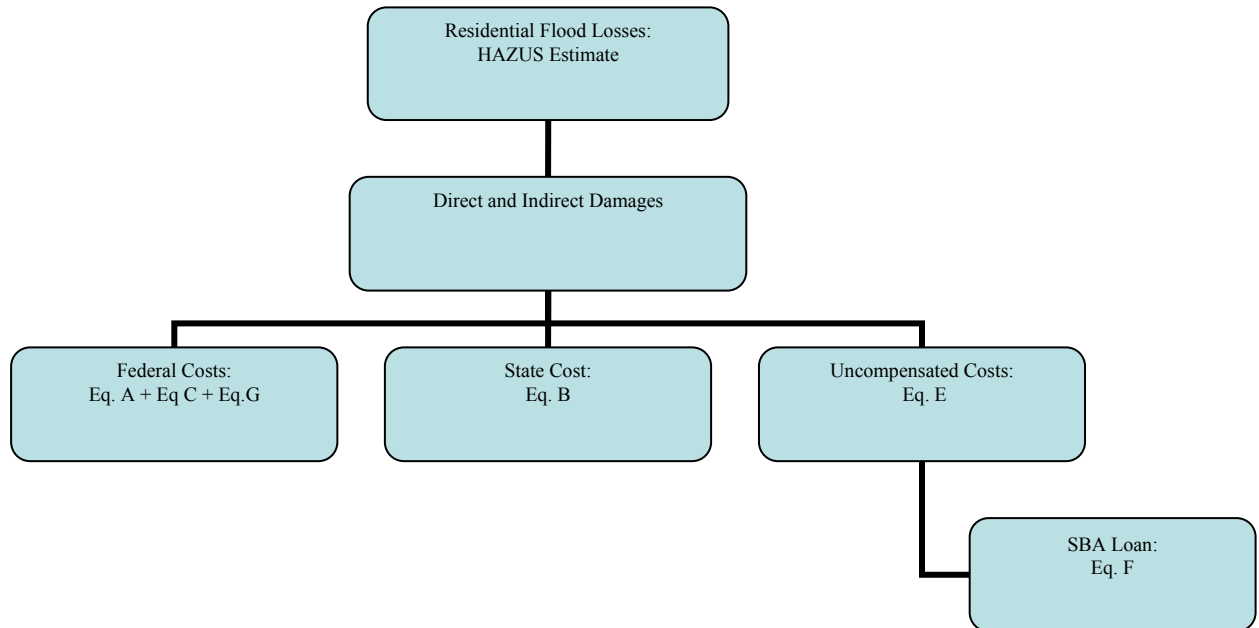 Residential Flood Losses:
HAZUS Estimate
Direct and Indirect Damages
Federal Costs:
Eq. A + Eq C + Eq.G
State Cost:
Eq. B
Uncompensated Costs:
Eq. E
SBA Loan:
Eq. F